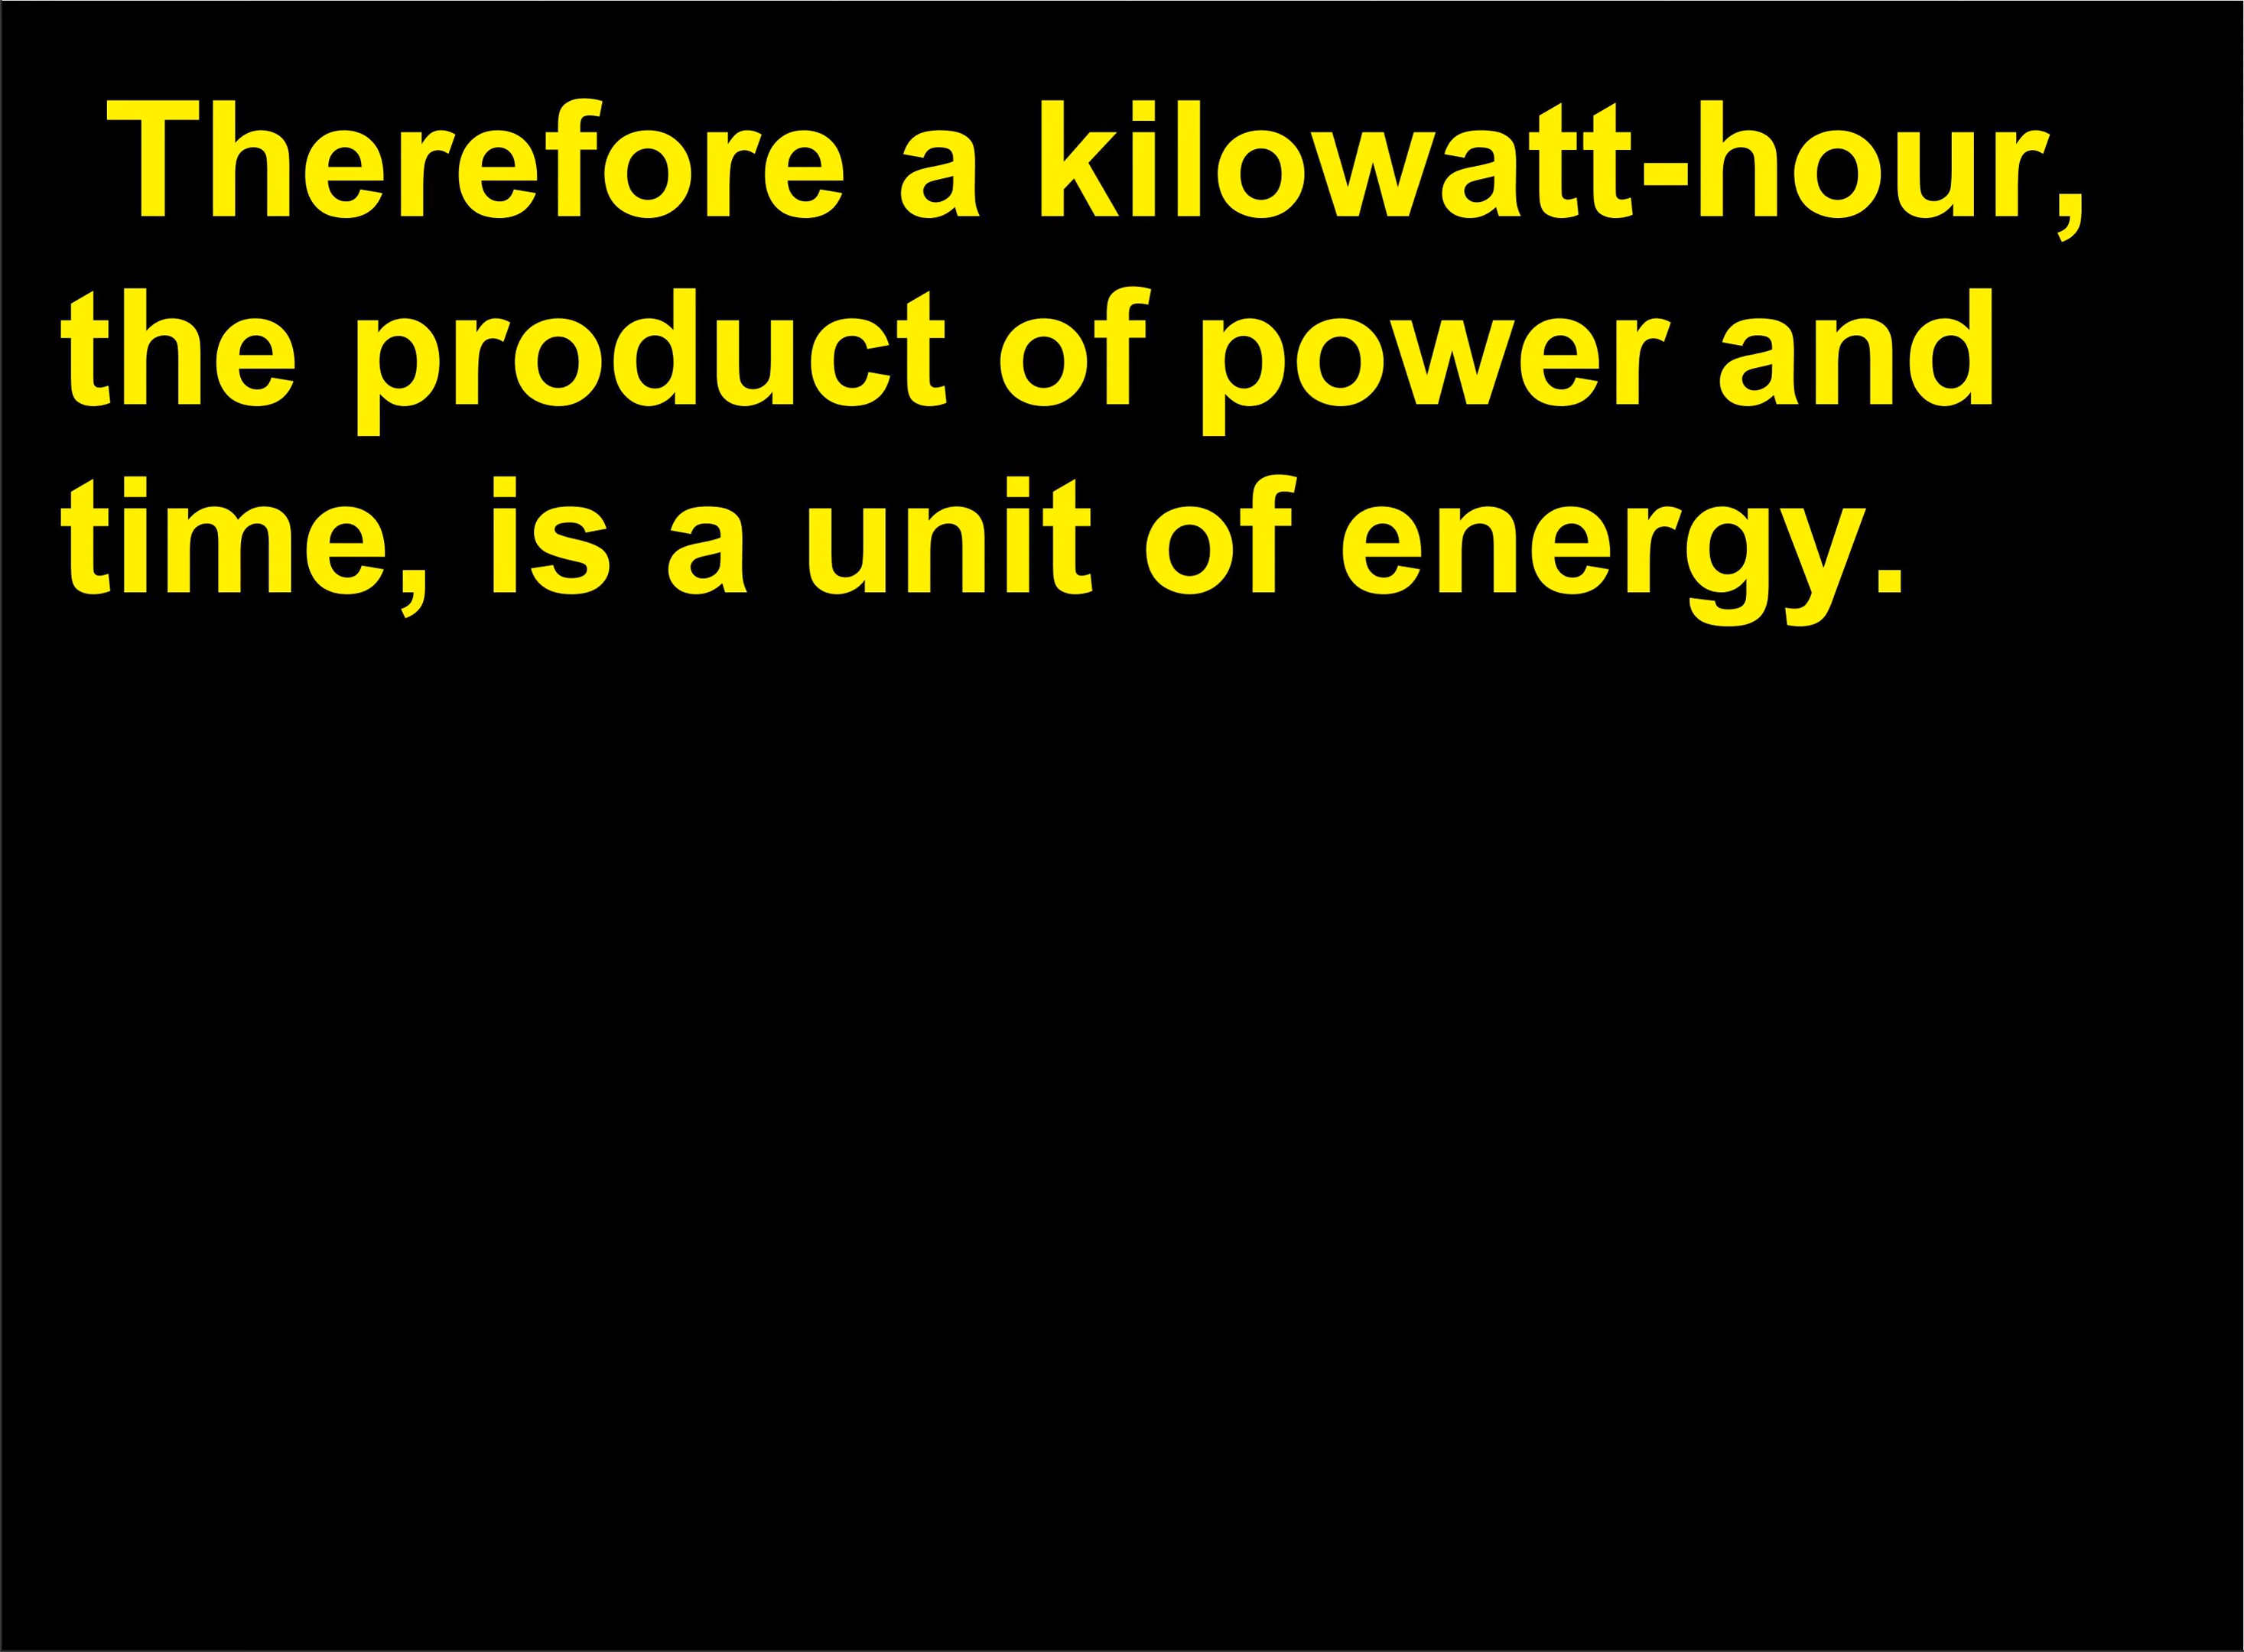 Therefore a kilowatt-hour,
the product of power and
time, is a unit of energy.